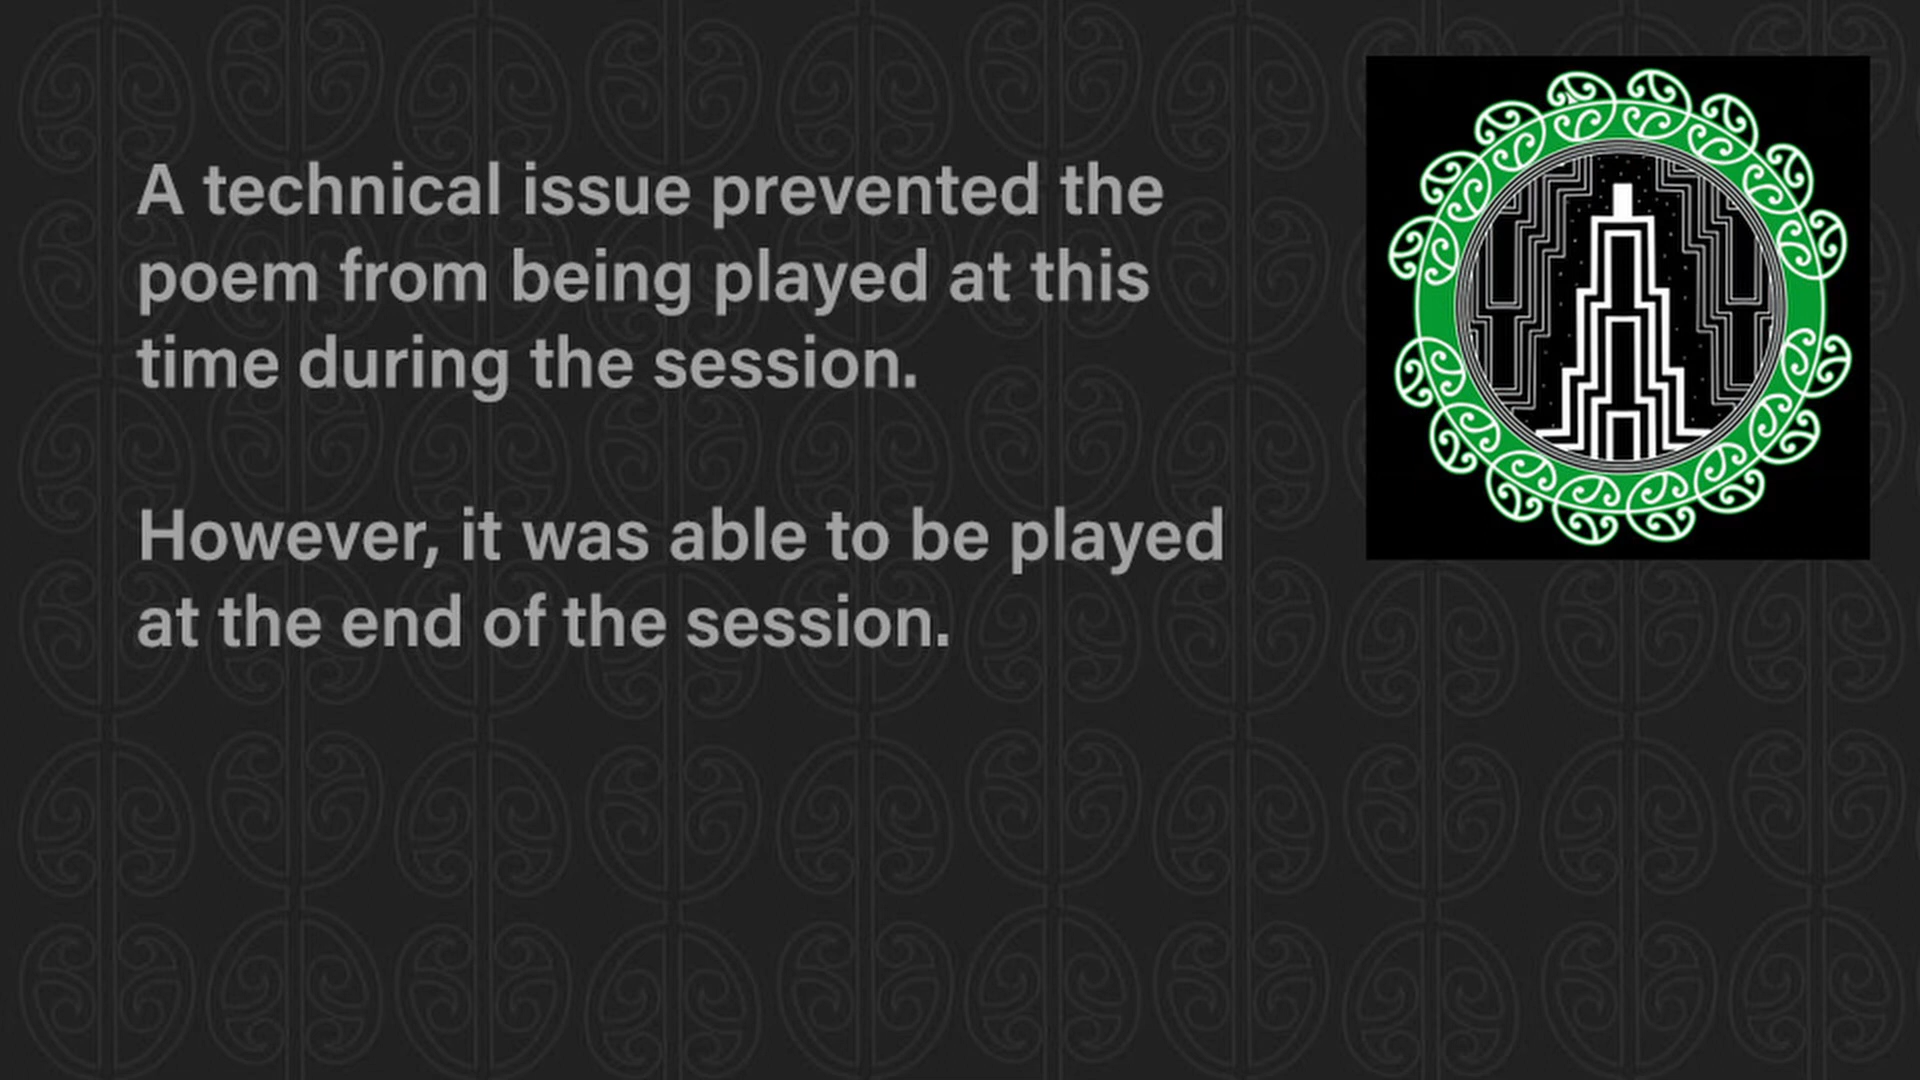 A technical issue prevented the
poem from being played at this
time during the session.
However, it was able to be played
at the end of the session.